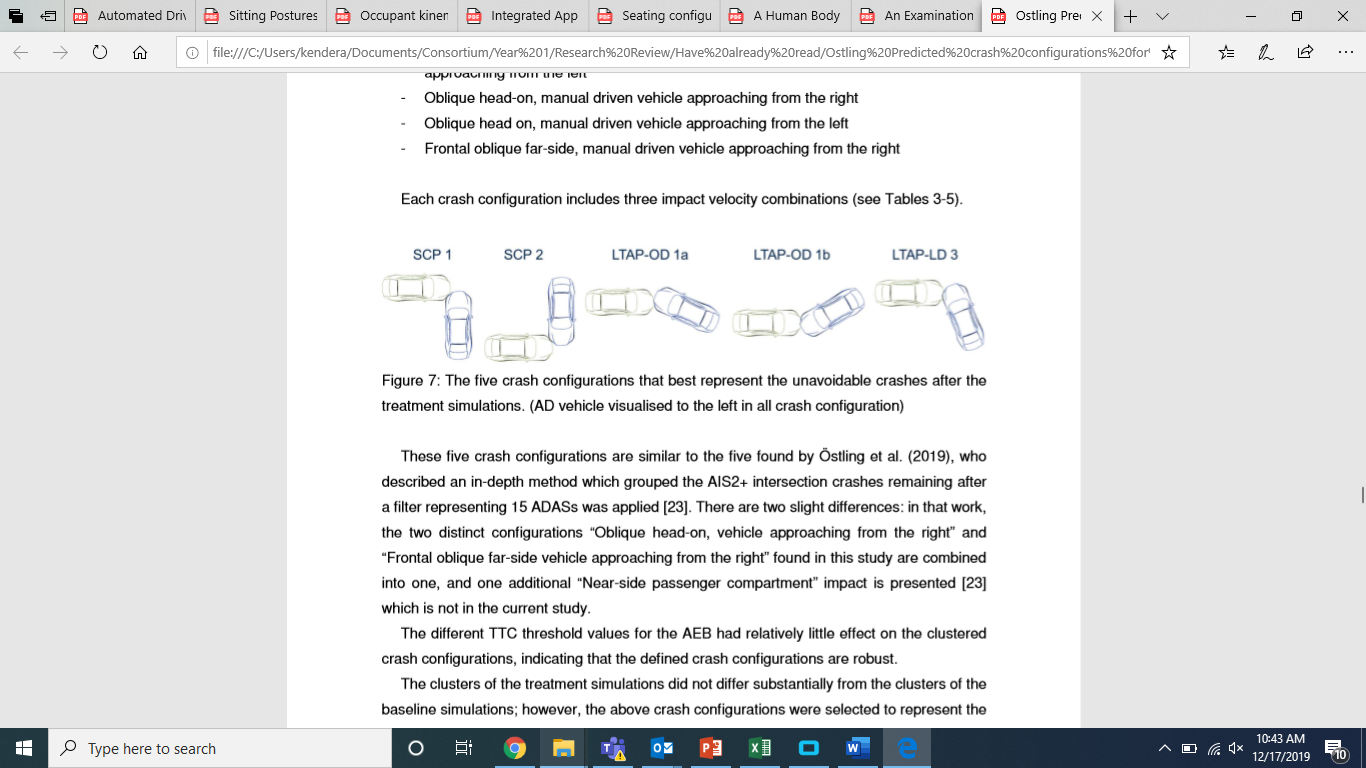 Automated Driv
Sitting Postures
Occupant kiner
Integrated App
Seating configu
A Human Body
An Examination
Ostling Pre
file:///C:/Users/kendera/Documents/Consortium/Year%201/Research%20Review/Have%20already%20read/Ostling%20Predicted%20crash%20configurations%20for
approaching from the left
- Oblique head-on, manual driven vehicle approaching from the right
- Oblique head on, manual driven vehicle approaching from the left
- Frontal oblique far-side, manual driven vehicle approaching from the right
Each crash configuration includes three impact velocity combinations (see Tables 3-5).
SCP 1 SCP 2 LTAP-OD 1a LTAP-OD 1b LTAP-LD 3
Figure 7: The five crash configurations that best represent the unavoidable crashes after the
treatment simulations. (AD vehicle visualised to the left in all crash configuration)
These five crash configurations are similar to the five found by Östling et al. (2019), who
described an in-depth method which grouped the AIS2+ intersection crashes remaining after
a filter representing 15 ADASs was applied [23]. There are two slight differences: in that work,
the two distinct configurations “Oblique head-on, vehicle approaching from the right” and
“Frontal oblique far-side vehicle approaching from the right” found in this study are combined
into one, and one additional “Near-side passenger compartment” impact is presented [23]
which is not in the current study.
The different TTC threshold values for the AEB had relatively little effect on the clustered
crash configurations, indicating that the defined crash configurations are robust.
The clusters of the treatment simulations did not differ substantially from the clusters of the
baseline simulations; however, the above crash configurations were selected to represent the
Type here to search
10:43 AM
12/17/2019
10